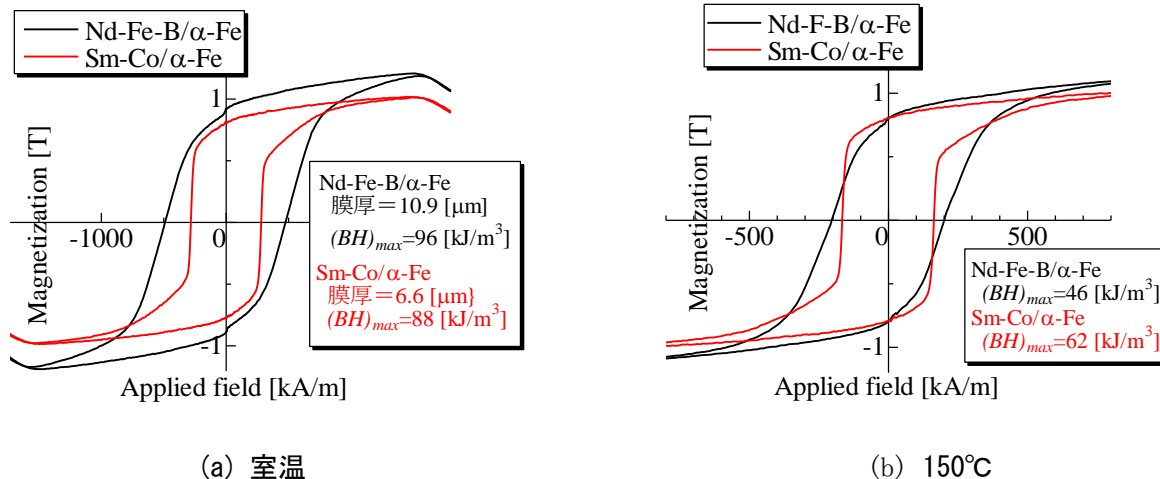 Nd-Fe-B/α-Fe
Sm-Co/α-Fe
Magnetization [T]
1
-1000
0
-1
Applied field [kA/m]
Nd-Fe-B/α-Fe
膜厚＝10.9 [μm]
(BH)max=96 [kJ/m³]
Sm-Co/α-Fe
膜厚＝6.6 [μm}
(BH)max=88 [kJ/m³]
(a) 室温
Nd-F-B/α-Fe
Sm-Co/α-Fe
Magnetization [T]
1
-500
0
500
-1
Applied field [kA/m]
Nd-Fe-B/α-Fe
(BH)max=46 [kJ/m³]
Sm-Co/α-Fe
(BH)max=62 [kJ/m³]
(b) 150℃